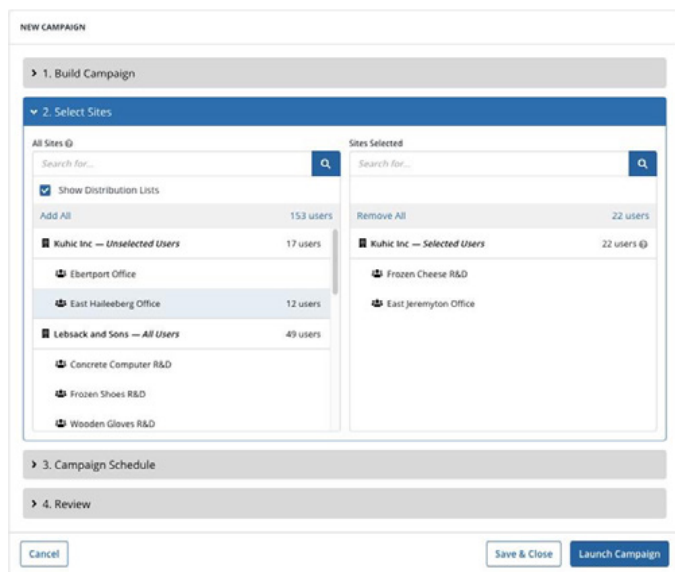 NEW CAMPAIGN
1. Build Campaign
2. Select Sites
All Sites
Search for...
Show Distribution Lists
Add All 153 users
Kuhic Inc — Unselected Users 17 users
Ebertport Office
East Haileeberg Office 12 users
Lebsack and Sons — All Users 49 users
Concrete Computer R&D
Frozen Shoes R&D
Wooden Gloves R&D
Sites Selected
Search for...
Remove All 22 users
Kuhic Inc — Selected Users 22 users
Frozen Cheese R&D
East Jeremyton Office
3. Campaign Schedule
4. Review
Cancel
Save & Close
Launch Campaign